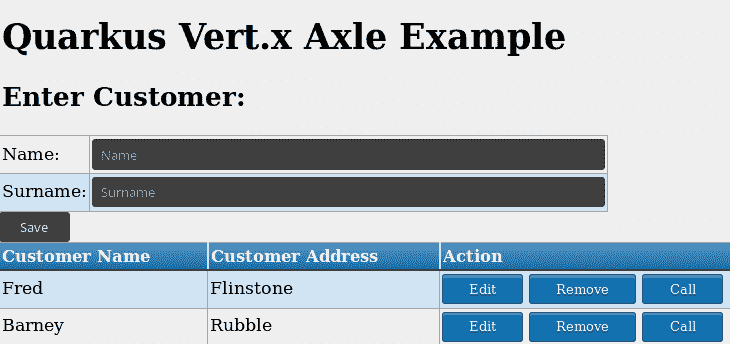 Quarkus Vert.x Axle Example
Enter Customer:
Name: Name
Surname: Surname
Save
Customer Name Customer Address Action
Fred Flinstone Edit Remove Call
Barney Rubble Edit Remove Call